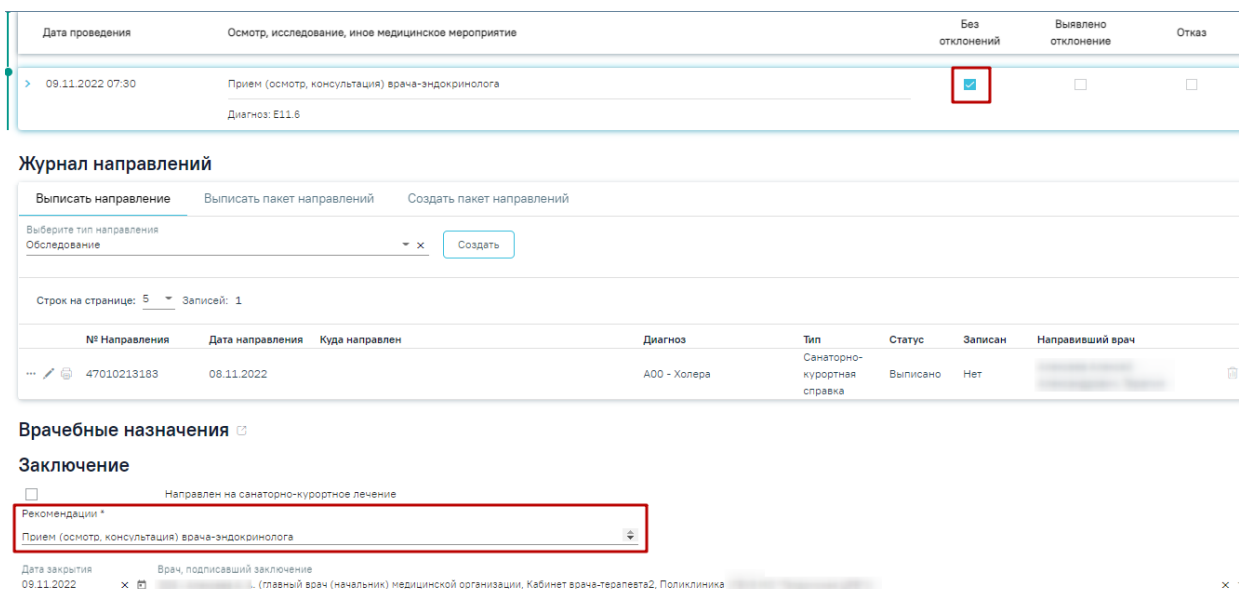 Дата проведения Осмотр, исследование, иное медицинское мероприятие Без отклонений Выявлено отклонение Отказ
09.11.2022 07:30 Прием (осмотр, консультация) врача-эндокринолога
Диагноз: E11.6
Журнал направлений
Выписать направление Выписать пакет направлений Создать пакет направлений
Выберите тип направления
Обследование Создать
Строк на странице: 5 Записей: 1
№ Направления Дата направления Куда направлен Диагноз Тип Статус Записан Направивший врач
47010213183 08.11.2022 A00 - Холера Санаторно-курортная справка Выписано Нет
Врачебные назначения
Заключение
Направлен на санаторно-курортное лечение
Рекомендации *
Прием (осмотр, консультация) врача-эндокринолога
Дата закрытия Врач, подписавший заключение
09.11.2022 (главный врач (начальник) медицинской организации, Кабинет врача-терапевта2, Поликлиника